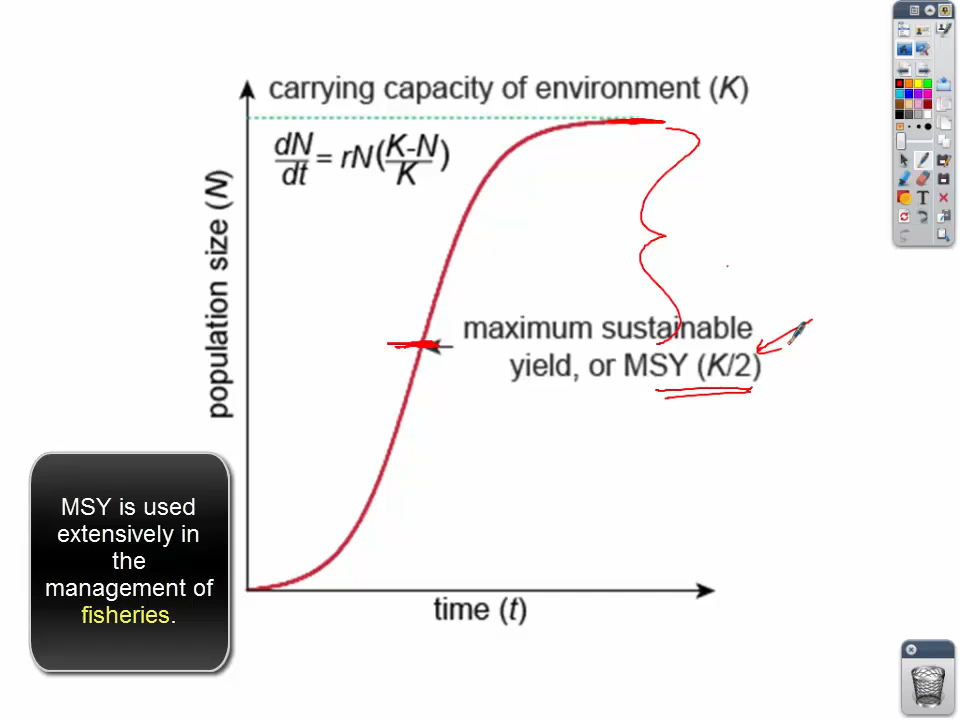 carrying capacity of environment (K)
dN/dt = rN(K-N/K)
population size (N)
maximum sustainable
yield, or MSY (K/2)
MSY is used
extensively in
the
management of
fisheries.
time (t)
T